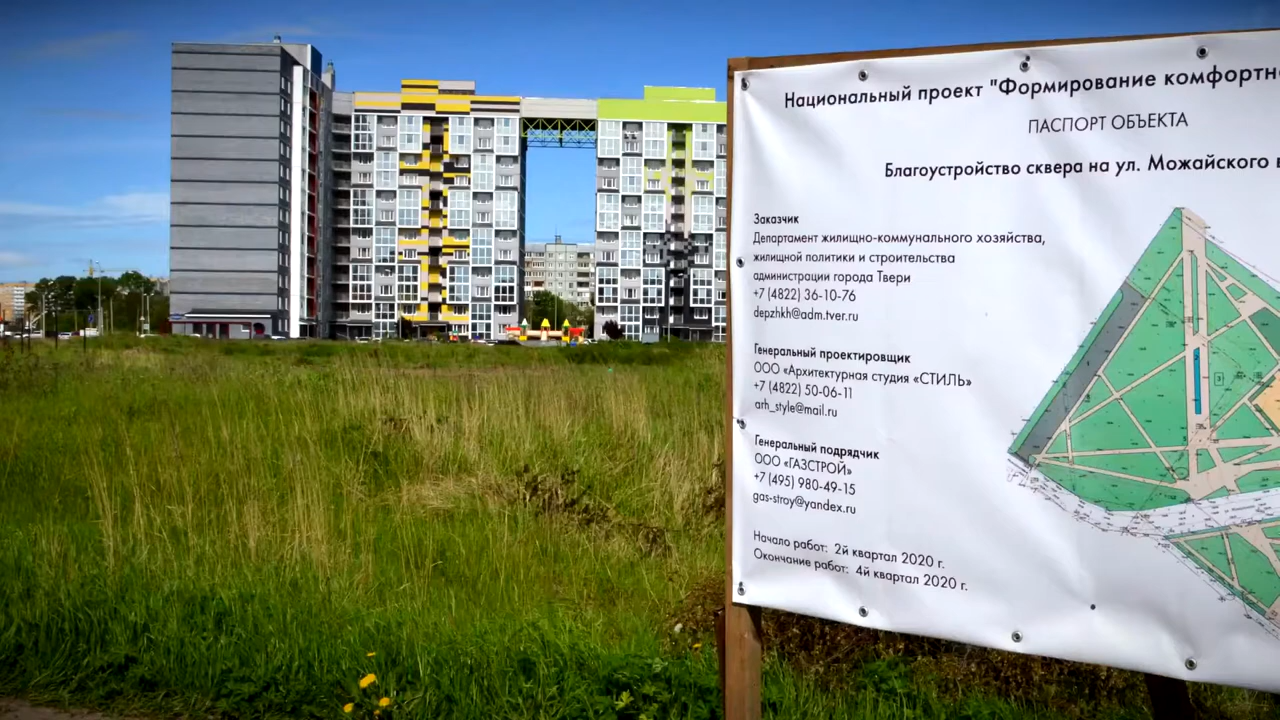 Национальный проект "Формирование комфортн
ПАСПОРТ ОБЪЕКТА
Благоустройство сквера на ул. Можайского в
Заказчик
Департамент жилищно-коммунального хозяйства,
жилищной политики и строительства
администрации города Твери
+7 (4822) 36-10-76
depzhkh@adm.tver.ru
Генеральный проектировщик
ООО «Архитектурная студия «СТИЛЬ»
+7 (4822) 50-06-11
arh_style@mail.ru
Генеральный подрядчик
ООО «ГАЗСТРОЙ»
+7 (495) 980-49-15
gas-stroy@yandex.ru
Начало работ: 2й квартал 2020 г.
Окончание работ: 4й квартал 2020 г.